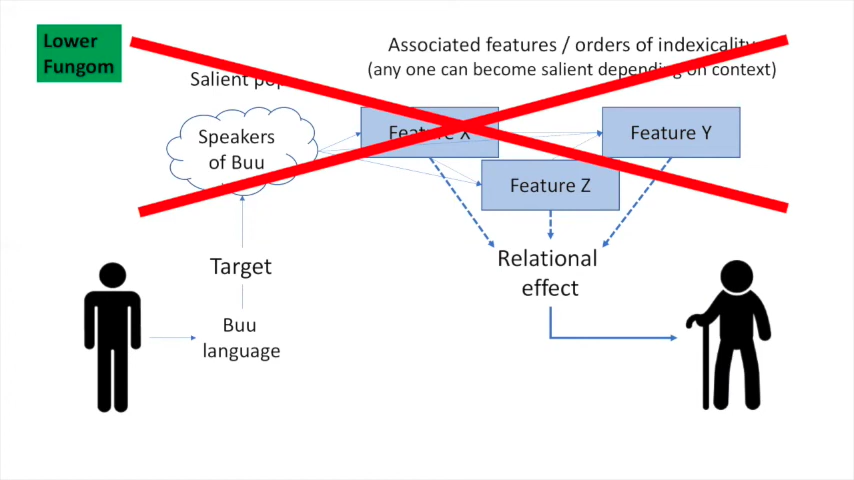 Lower
Fungom
Associated features / orders of indexicality
(any one can become salient depending on context)
Salient
Speakers
of Buu
Feature X
Feature Y
Feature Z
Target
Relational
effect
Buu
language